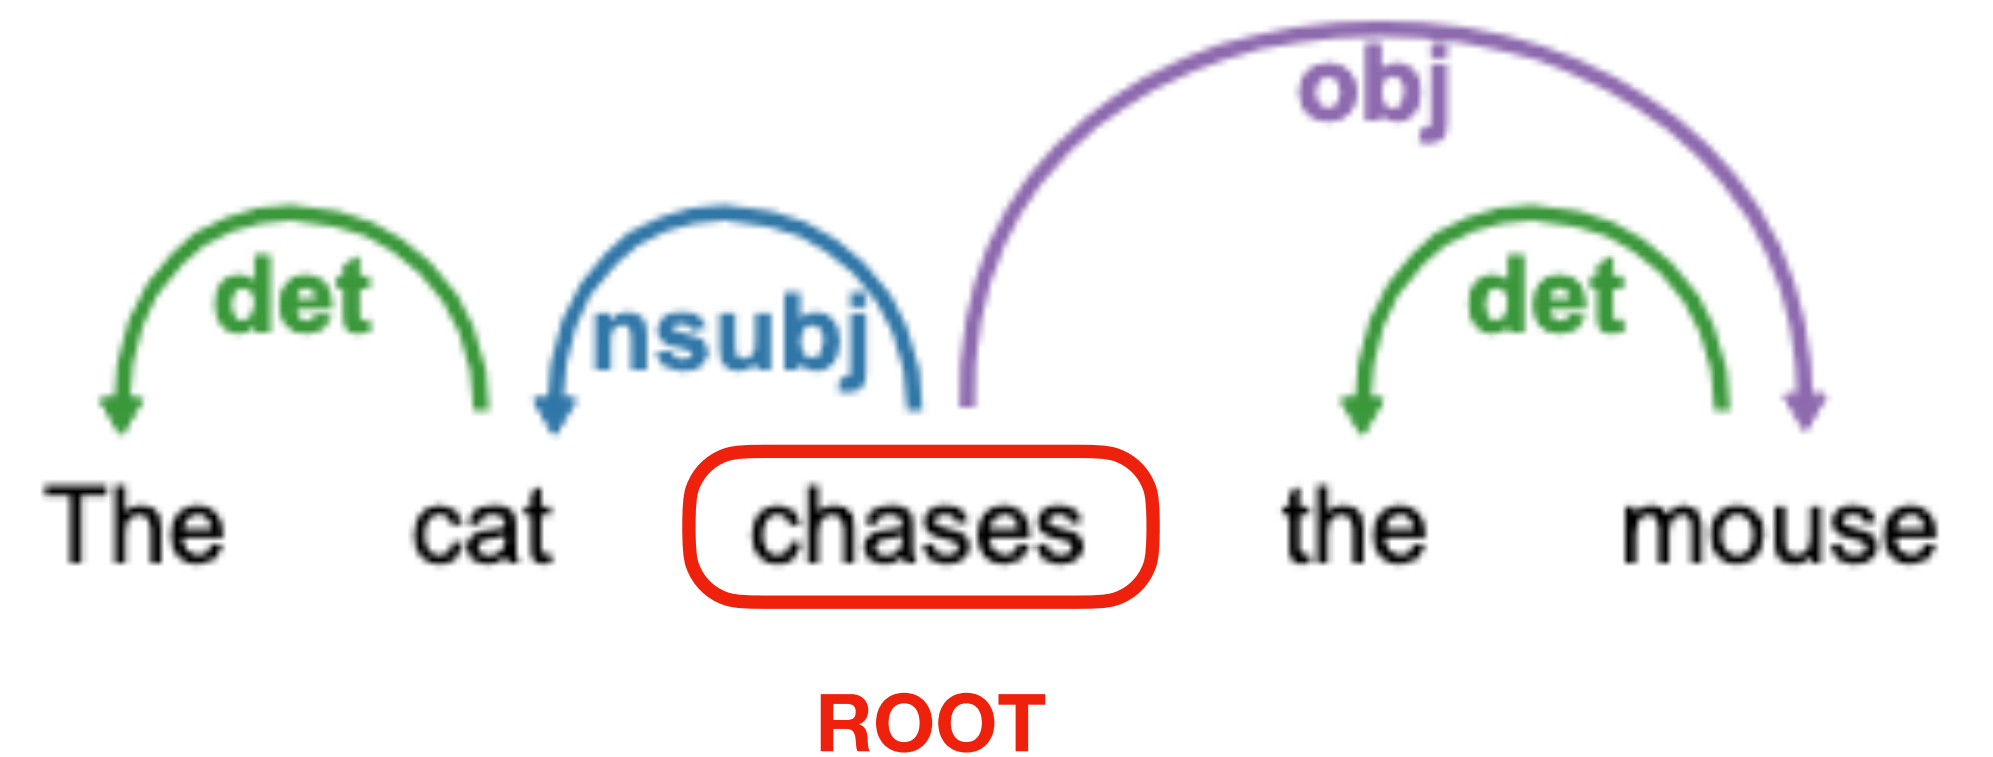 obj
det nsubj det
The cat chases the mouse
ROOT